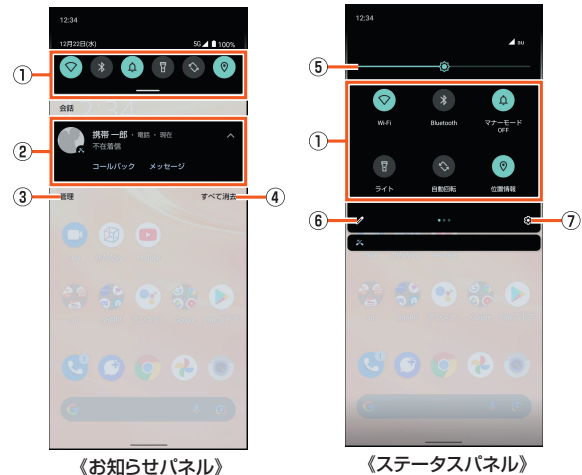 12:34
12月22日(水)
5G
100%
①
会話
②
携帯 一郎・電話・現在
不在着信
コールバック
メッセージ
③
管理
すべて消去
④
《お知らせパネル》
12:34
au
⑤
①
Wi-Fi
Bluetooth
マナーモード
OFF
ライト
自動回転
位置情報
⑥
⑦
《ステータスパネル》